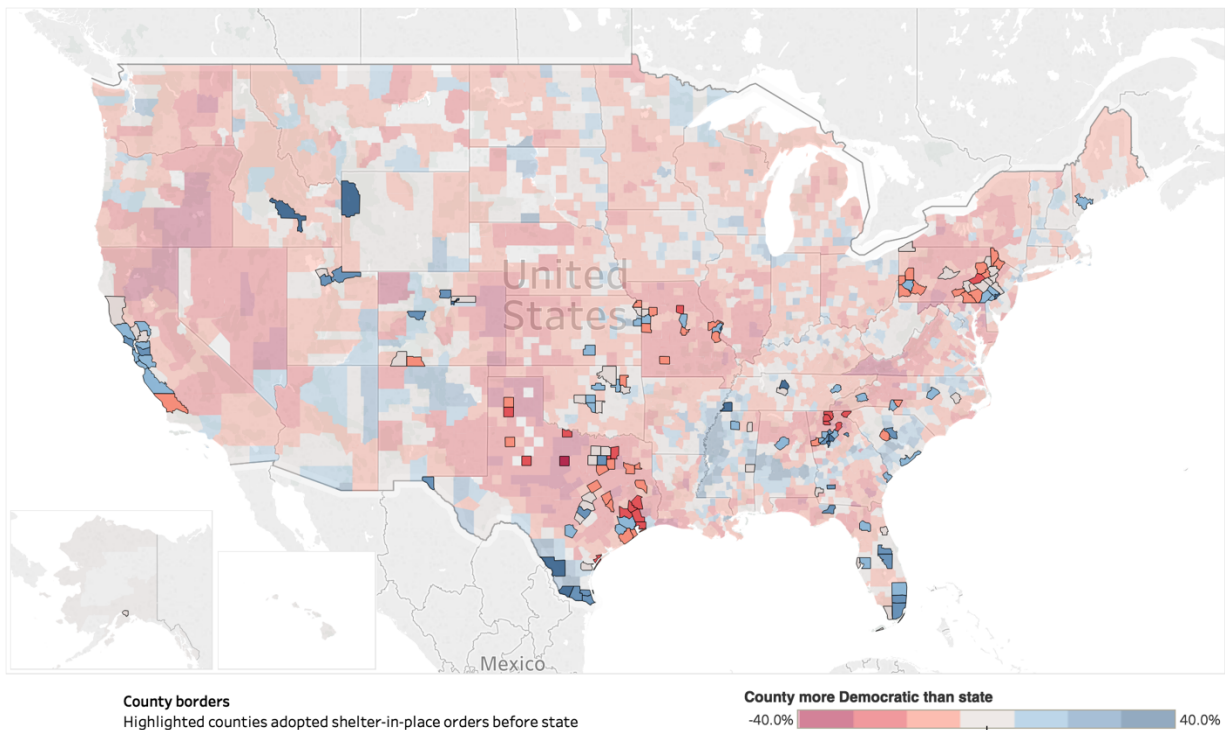 United
States
Mexico
County borders
Highlighted counties adopted shelter-in-place orders before state
County more Democratic than state
-40.0% 40.0%